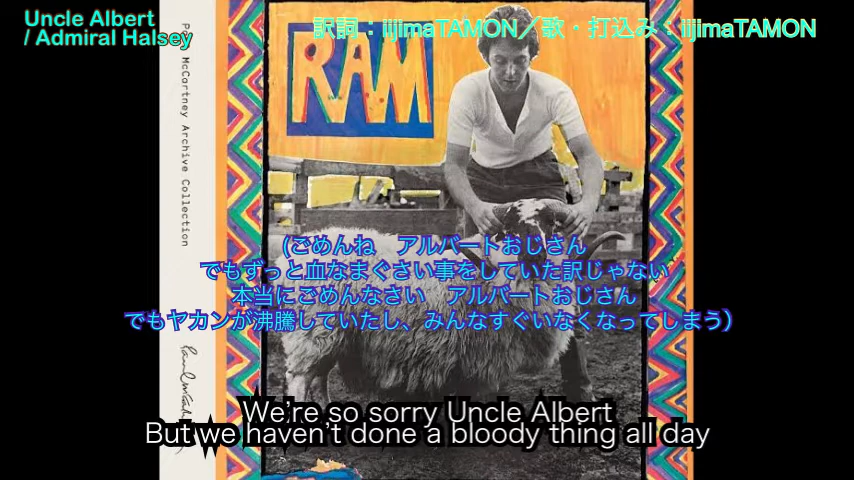 Uncle Albert
/ Admiral Halsey
訳詞：iijimaTAMON／歌・打込み：iijimaTAMON
RAM
Paul McCartney Archive Collection
(ごめんね　アルバートおじさん
でもずっと血なまぐさい事をしていた訳じゃない
本当にごめんなさい　アルバートおじさん
でもヤカンが沸騰していたし、みんなすぐいなくなってしまう)
We're so sorry Uncle Albert
But we haven't done a bloody thing all day